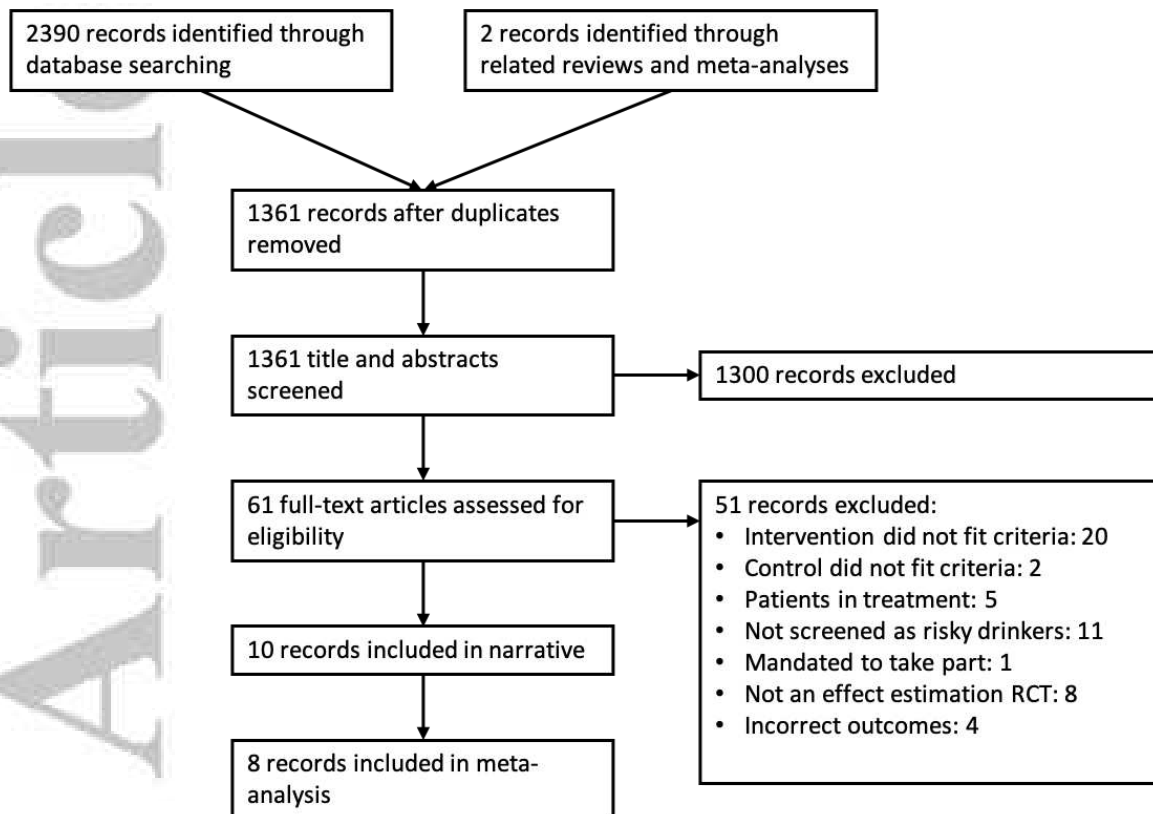 2390 records identified through
database searching
2 records identified through
related reviews and meta-analyses
1361 records after duplicates
removed
1361 title and abstracts
screened
1300 records excluded
61 full-text articles assessed for
eligibility
51 records excluded:
• Intervention did not fit criteria: 20
• Control did not fit criteria: 2
• Patients in treatment: 5
• Not screened as risky drinkers: 11
• Mandated to take part: 1
• Not an effect estimation RCT: 8
• Incorrect outcomes: 4
10 records included in narrative
8 records included in meta-
analysis
Articl